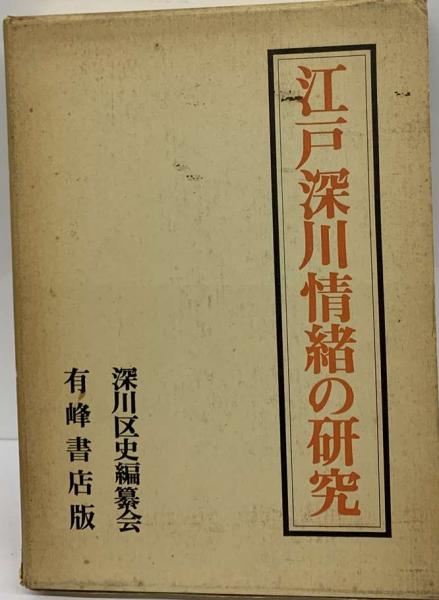 江戸深川情緒の研究
深川区史編纂会
有峰書店版